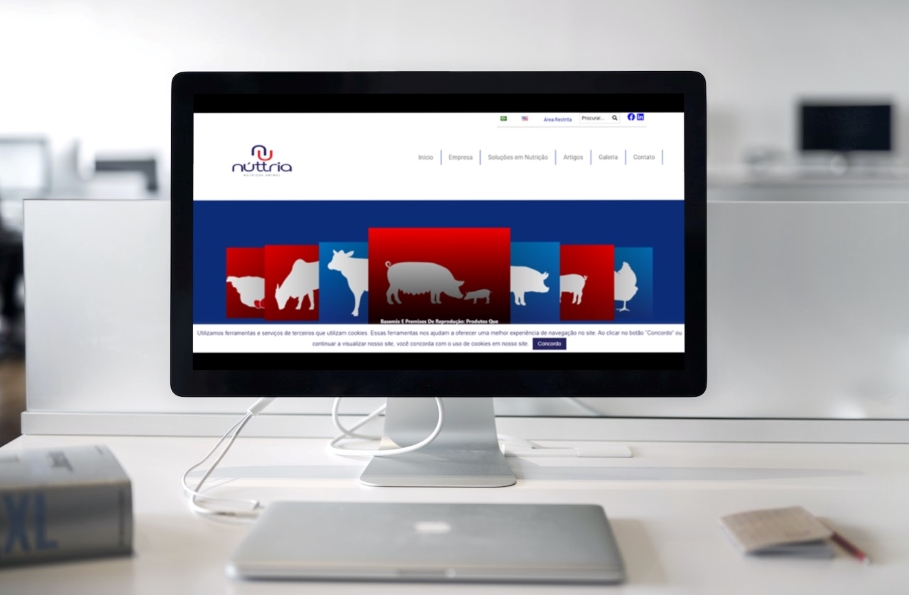 Área Restrita
Procure...
núttria
NUTRIÇÃO ANIMAL
Início
Empresa
Soluções em Nutrição
Artigos
Galeria
Contato
Basemix E Premixes De Reprodução: Produtos Que
Utilizamos ferramentas e serviços de terceiros que utilizam cookies. Essas ferramentas nos ajudam a oferecer uma melhor experiência de navegação no site. Ao clicar no botão "Concordo" ou
continuar a visualizar nosso site, você concorda com o uso de cookies em nosso site.
Concordo
XL